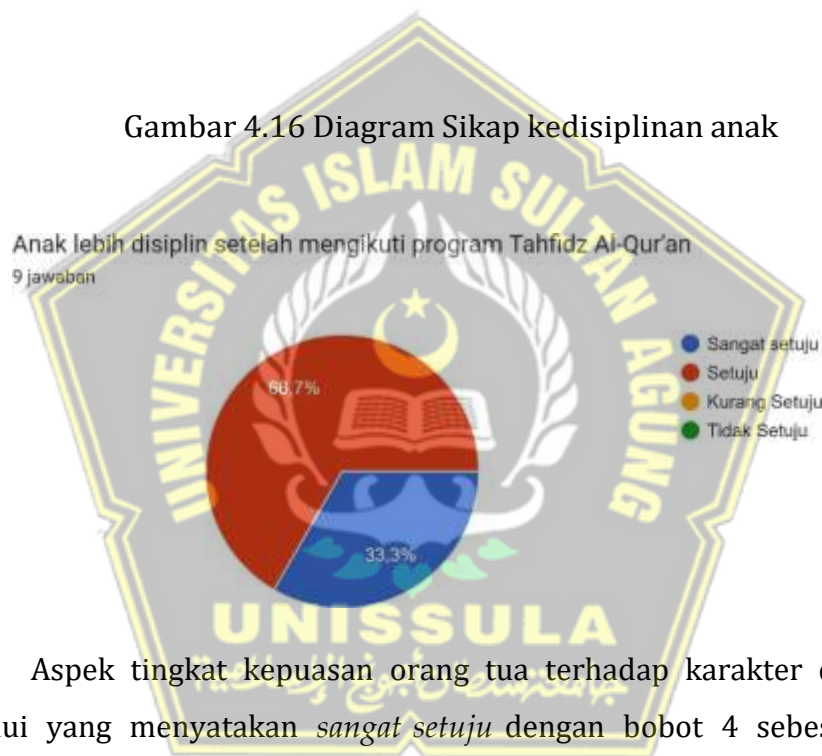 Gambar 4.16 Diagram Sikap kedisiplinan anak
UNIVERSITAS ISLAM SULTAN AGUNG
Anak lebih disiplin setelah mengikuti program Tahfidz Al-Qur'an
9 jawaban
Sangat setuju
Setuju
Kurang Setuju
Tidak Setuju
66,7%
33,3%
UNISSULA
Aspek tingkat kepuasan orang tua terhadap karakter
yang menyatakan sangat setuju dengan bobot 4